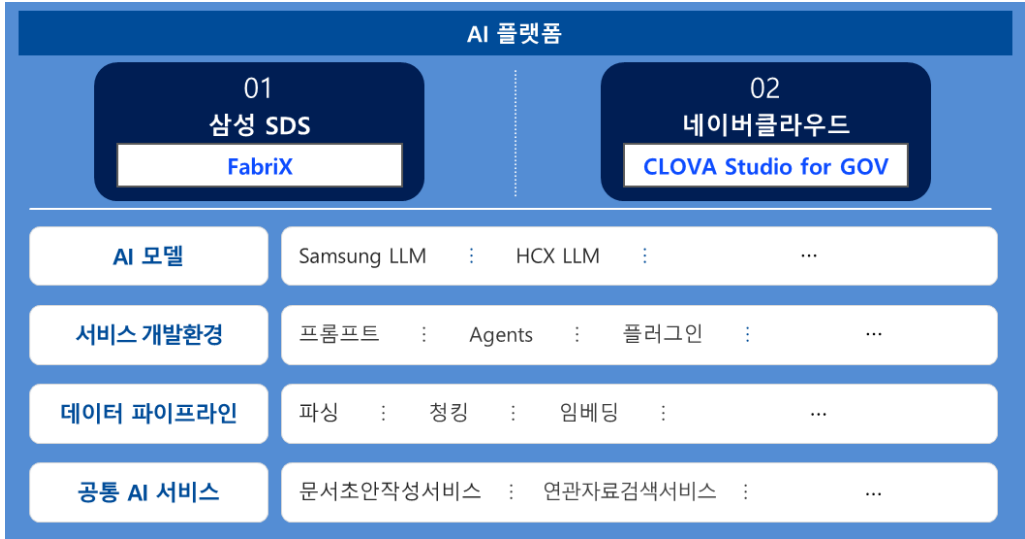 AI 플랫폼
01
삼성 SDS
FabriX
02
네이버클라우드
CLOVA Studio for GOV
AI 모델
Samsung LLM ⋮ HCX LLM ⋮ ...
서비스 개발환경
프롬프트 ⋮ Agents ⋮ 플러그인 ⋮ ...
데이터 파이프라인
파싱 ⋮ 청킹 ⋮ 임베딩 ⋮ ...
공통 AI 서비스
문서초안작성서비스 ⋮ 연관자료검색서비스 ⋮ ...